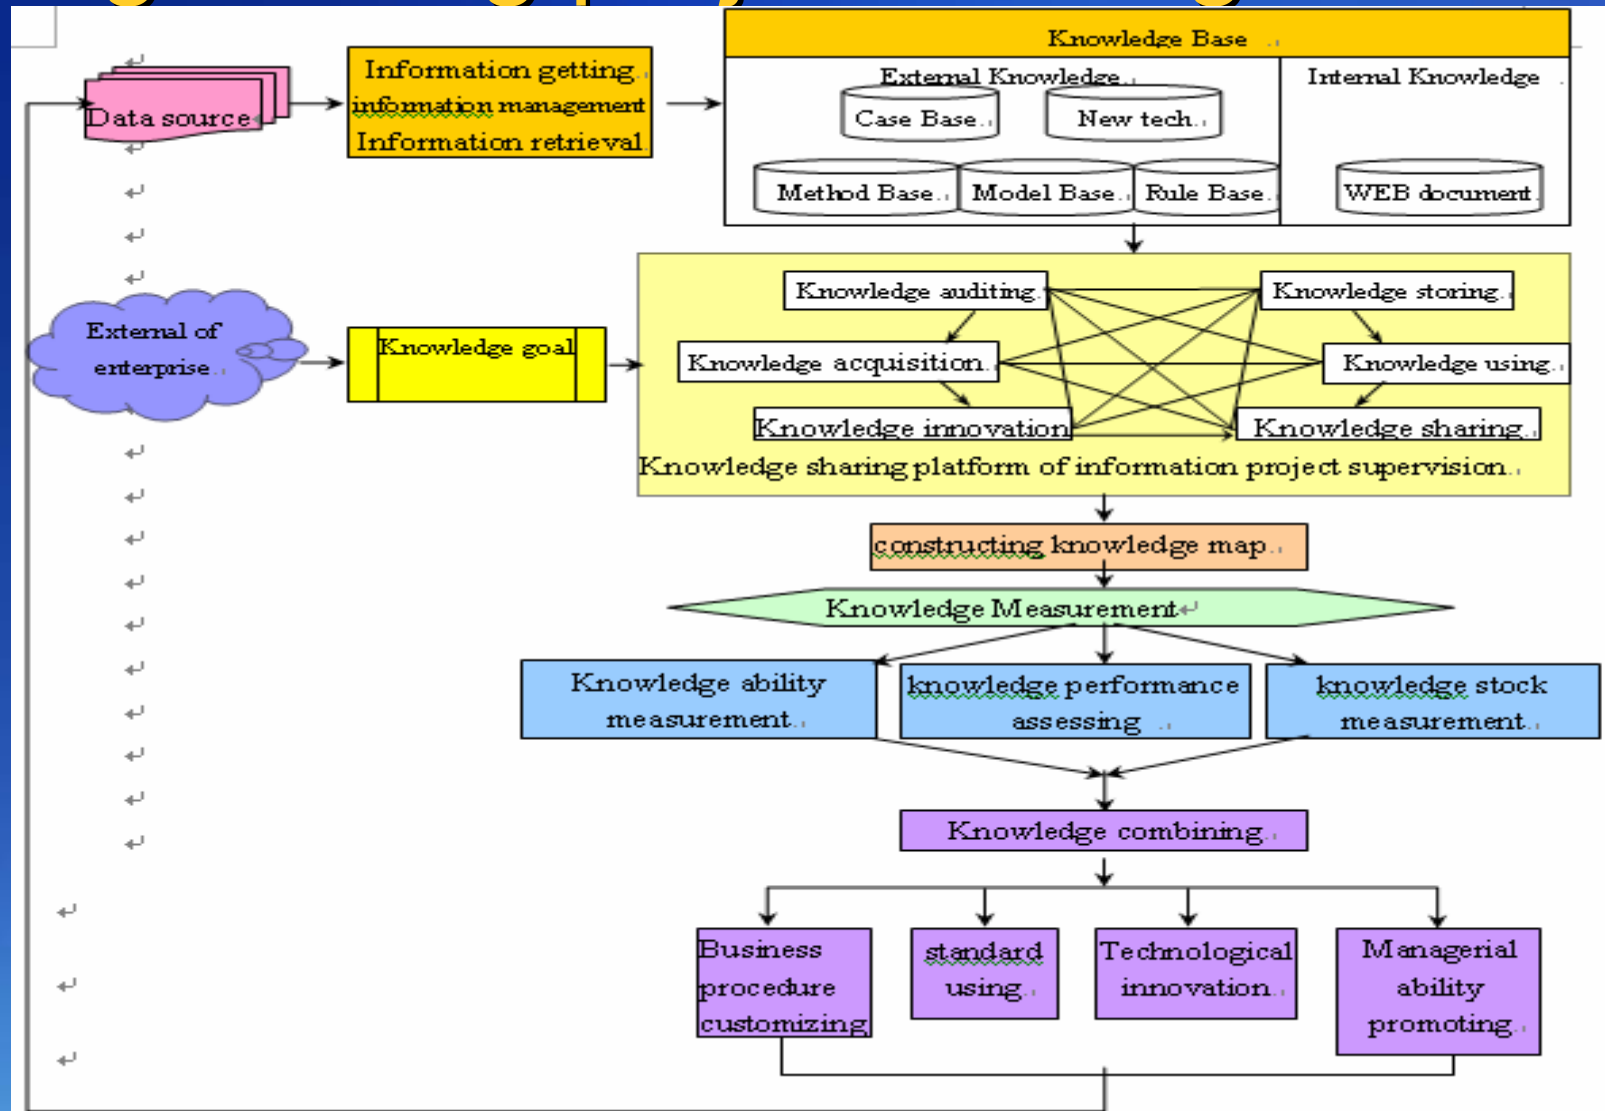 Knowledge Base
Data source
Information getting
information management
Information retrieval
External Knowledge
Internal Knowledge
Case Base
New tech
Method Base
Model Base
Rule Base
WEB document
External of
enterprise
Knowledge goal
Knowledge auditing
Knowledge storing
Knowledge acquisition
Knowledge using
Knowledge innovation
Knowledge sharing
Knowledge sharing platform of information project supervision
constructing knowledge map
Knowledge Measurement
Knowledge ability
measurement
knowledge performance
assessing
knowledge stock
measurement
Knowledge combining
Business
procedure
customizing
standard
using
Technological
innovation
Managerial
ability
promoting